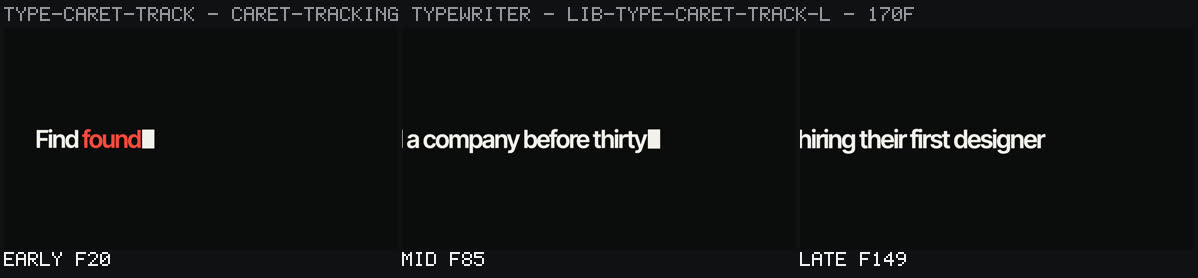 TYPE-CARET-TRACK - CARET-TRACKING TYPEWRITER - LIB-TYPE-CARET-TRACK-L - 170F
Find found
a company before thirty
hiring their first designer
EARLY F20
MID F85
LATE F149